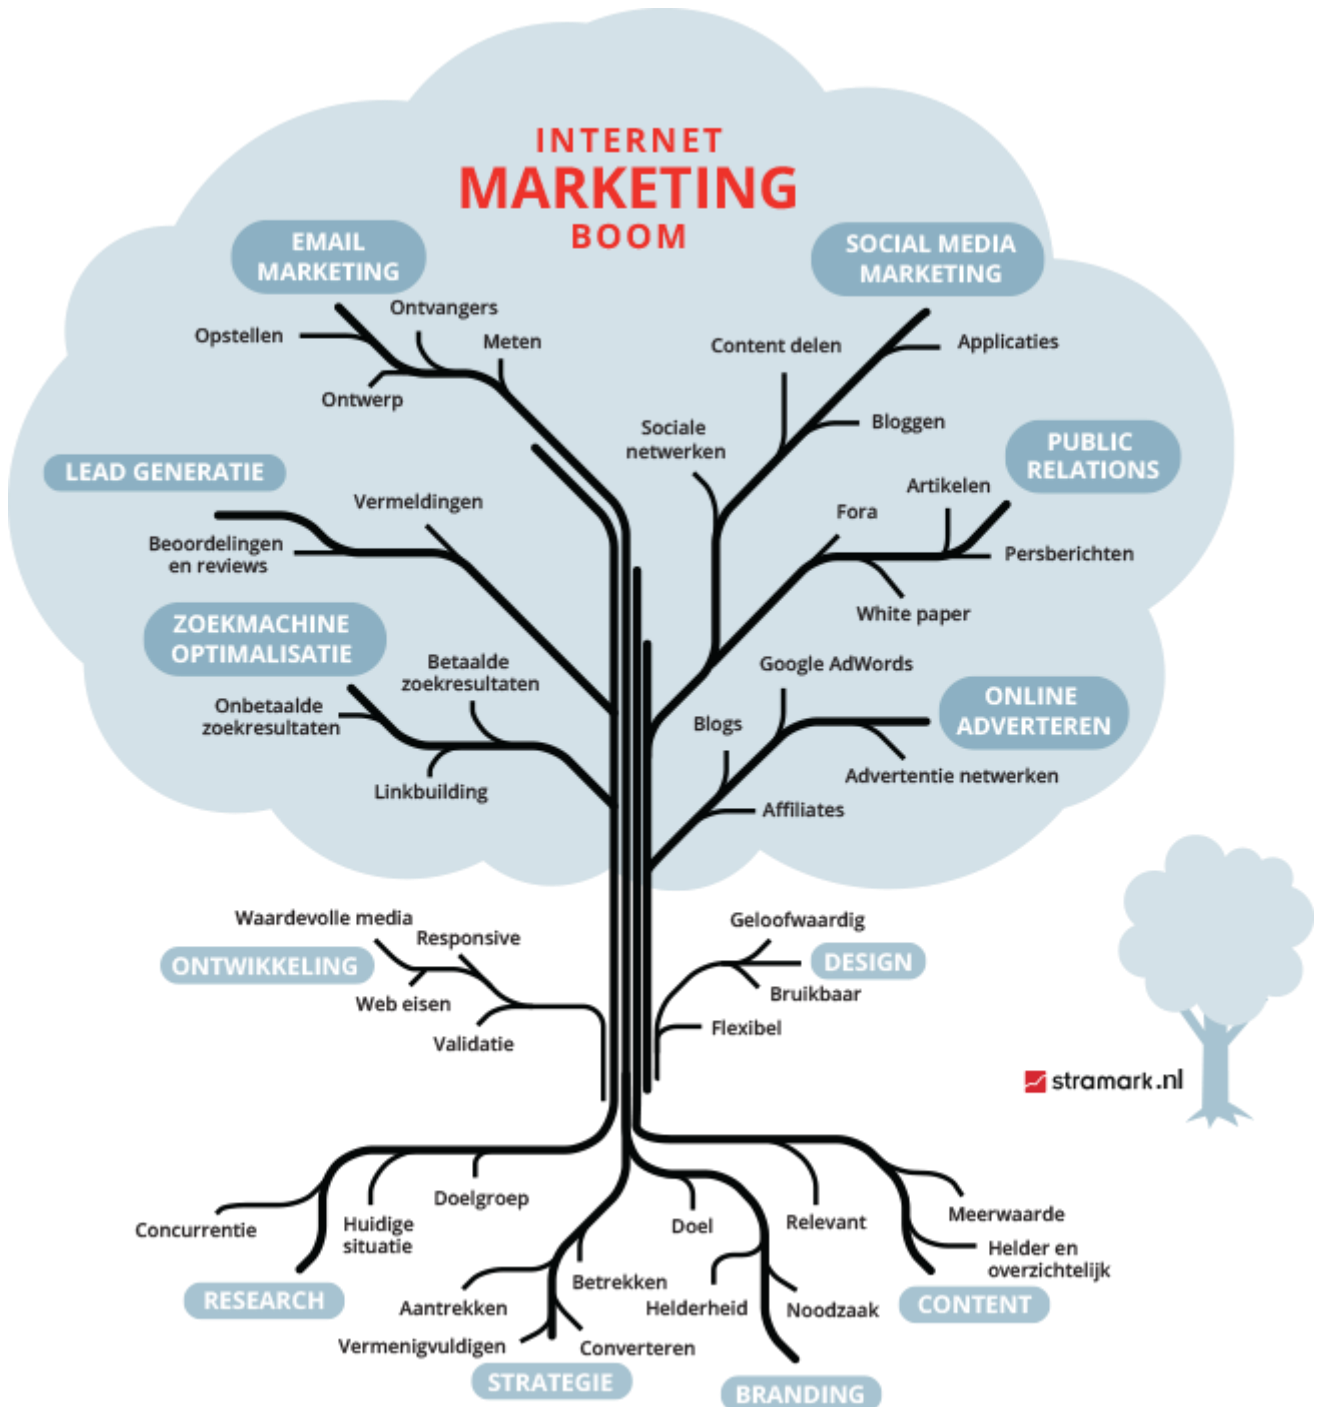 INTERNET
MARKETING
BOOM
EMAIL
MARKETING
Opstellen
Ontvangers
Meten
Ontwerp
SOCIAL MEDIA
MARKETING
Content delen
Applicaties
Sociale
netwerken
Bloggen
LEAD GENERATIE
Vermeldingen
Beoordelingen
en reviews
PUBLIC
RELATIONS
Artikelen
Fora
Persberichten
White paper
ZOEKMACHINE
OPTIMALISATIE
Betaalde
zoekresultaten
Onbetaalde
zoekresultaten
Linkbuilding
Google AdWords
ONLINE
ADVERTEREN
Blogs
Advertentie netwerken
Affiliates
Waardevolle media
Responsive
ONTWIKKELING
Web eisen
Validatie
Geloofwaardig
DESIGN
Bruikbaar
Flexibel
stramark.nl
Concurrentie
Huidige
situatie
Doelgroep
RESEARCH
Aantrekken
Betrekken
Vermenigvuldigen
Converteren
STRATEGIE
Doel
Helderheid
Noodzaak
BRANDING
Relevant
Meerwaarde
Helder en
overzichtelijk
CONTENT